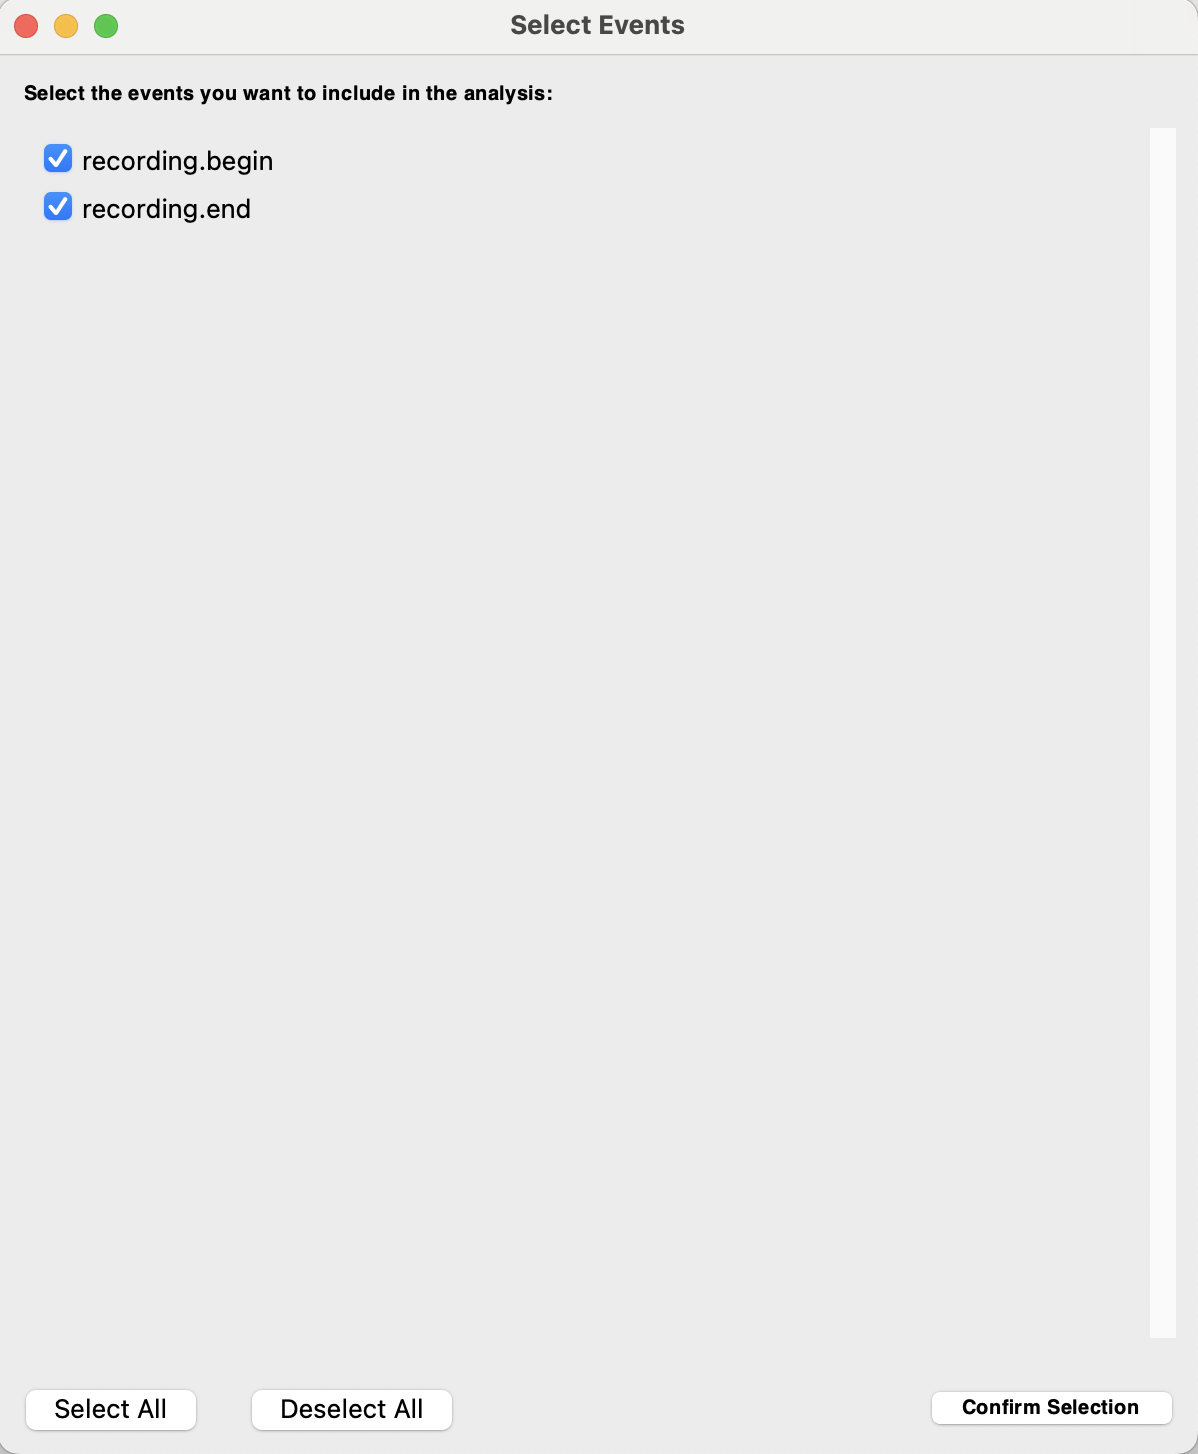 Select Events
Select the events you want to include in the analysis:
recording.begin
recording.end
Select All
Deselect All
Confirm Selection